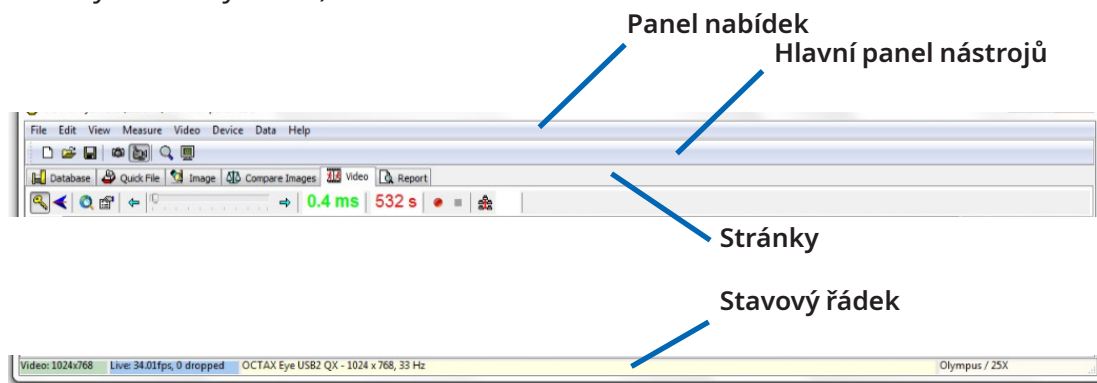 Panel nabídek
Hlavní panel nástrojů
File Edit View Measure Video Device Data Help
Database Quick File Image Compare Images Video Report
0.4 ms 532 s
Stránky
Stavový řádek
Video: 1024x768 Live: 34.01fps, 0 dropped OCTAX Eye USB2 QX - 1024 x 768, 33 Hz Olympus / 25X